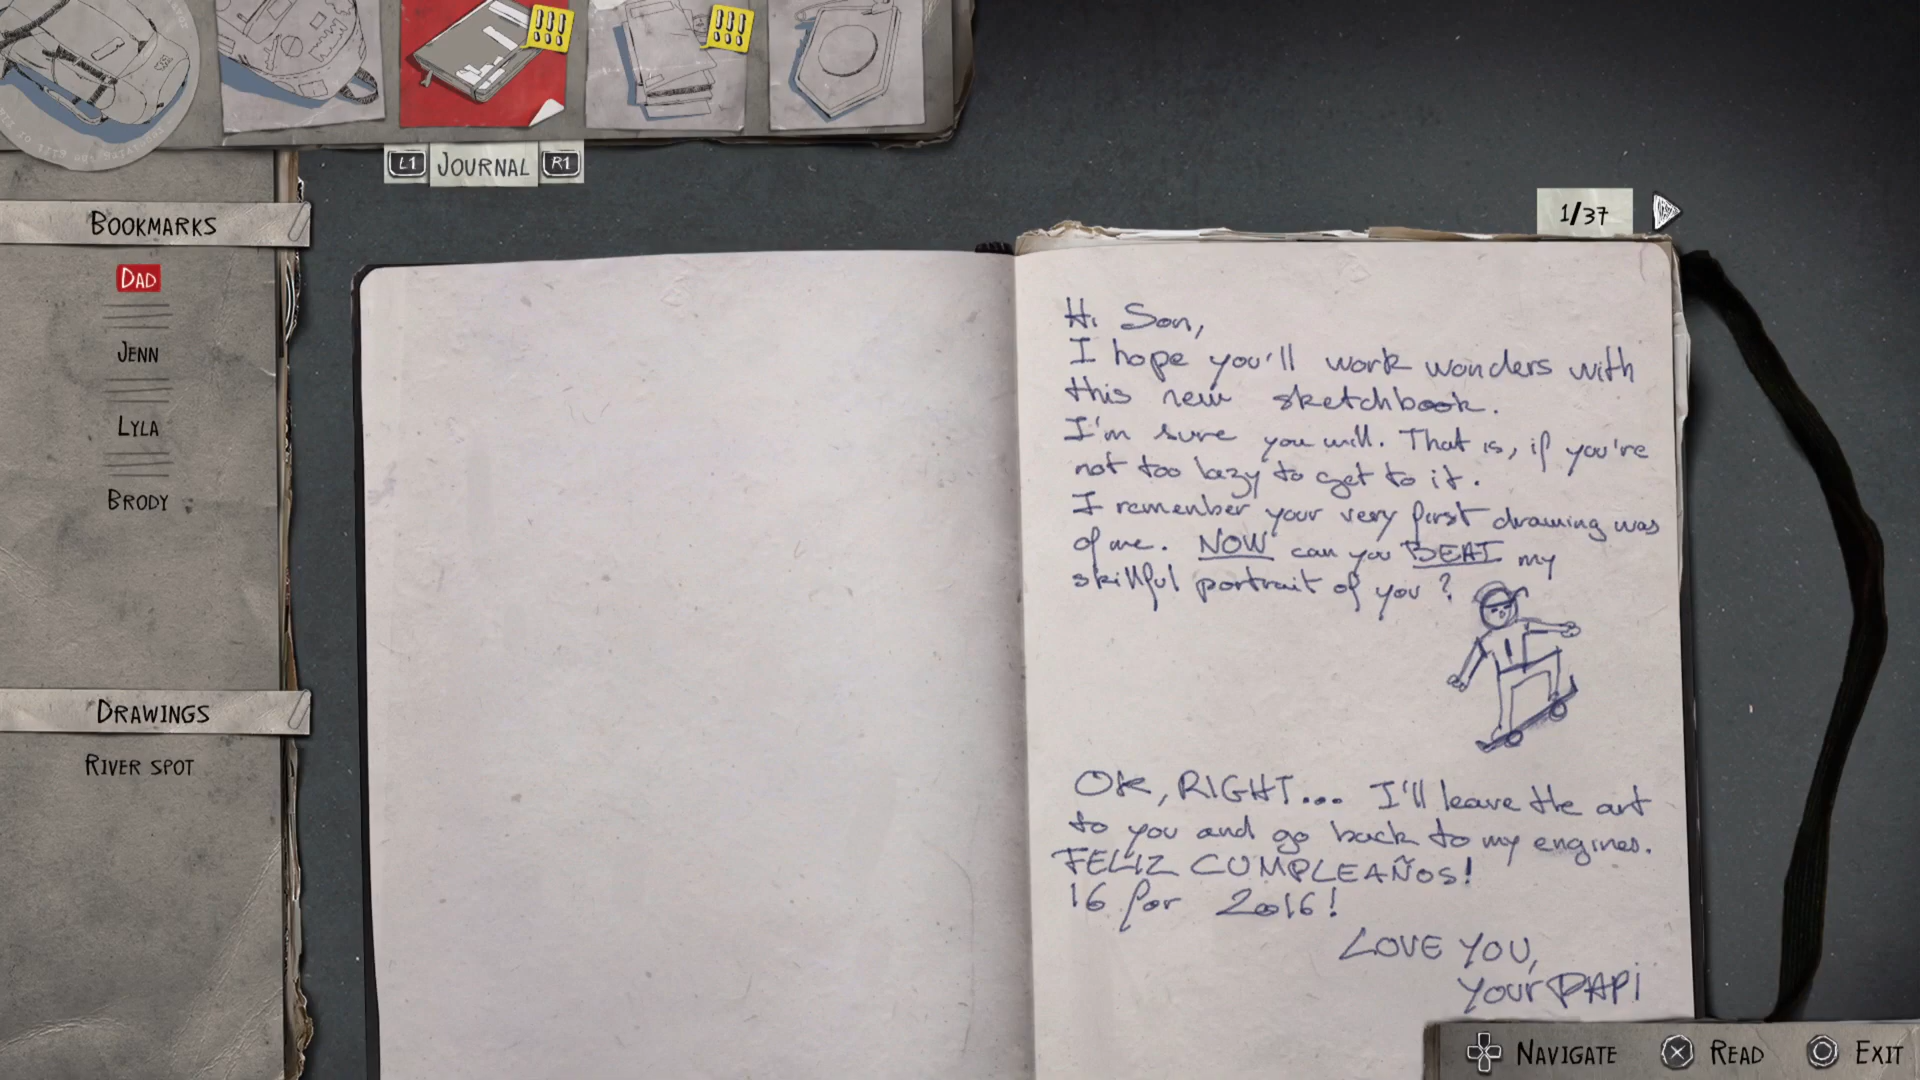 L1 JOURNAL R1
1/37
BOOKMARKS
DAD
JENN
LYLA
BRODY
DRAWINGS
RIVER SPOT
Hi Son,
I hope you'll work wonders with
this new sketchbook.
I'm sure you will. That is, if you're
not too lazy to get to it.
I remember your very first drawing was
of me. NOW can you BEAT my
skillful portrait of you?
OK, RIGHT... I'll leave the art
to you and go back to my engines.
FELIZ CUMPLEAÑOS!
16 for 2016!
LOVE YOU,
your PAPI
NAVIGATE READ EXIT